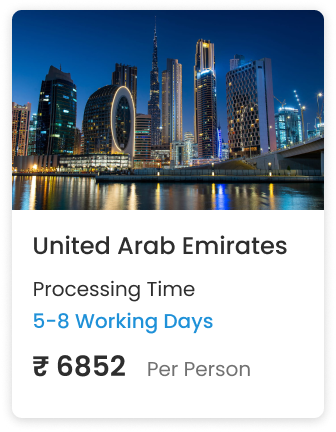 United Arab Emirates
Processing Time
5-8 Working Days
₹ 6852 Per Person